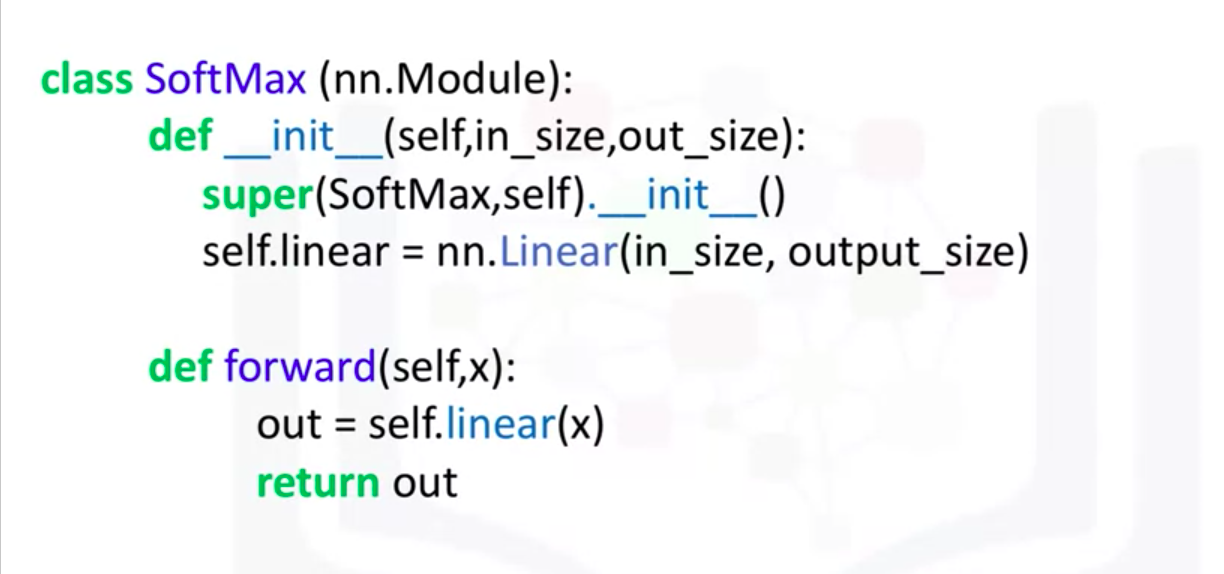 class SoftMax (nn.Module):
def __init__(self,in_size,out_size):
super(SoftMax,self).__init__()
self.linear = nn.Linear(in_size, output_size)
def forward(self,x):
out = self.linear(x)
return out